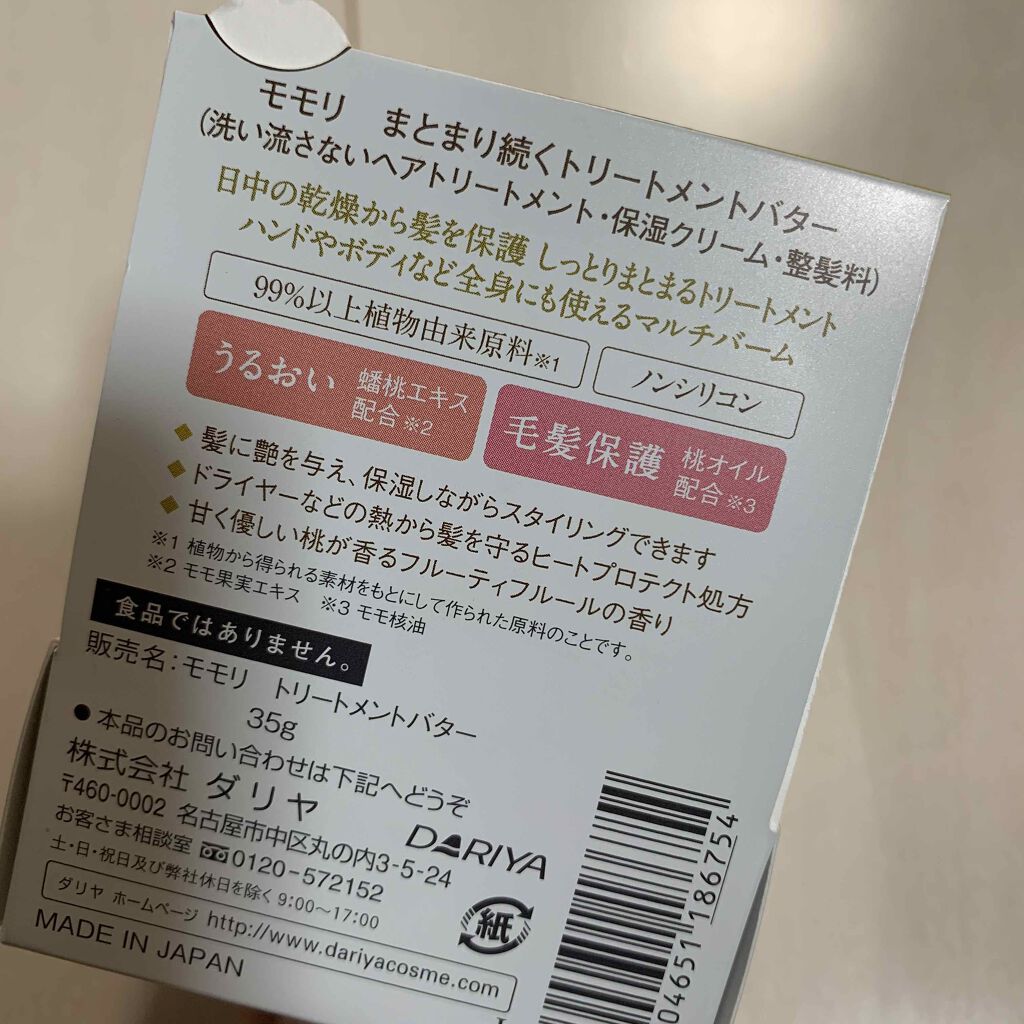 モモリ　まとまり続くトリートメントバター
(洗い流さないヘアトリートメント・保湿クリーム・整髪料)
日中の乾燥から髪を保護 しっとりまとまるトリートメント
ハンドやボディなど全身にも使えるマルチバーム
99%以上植物由来原料※1
ノンシリコン
うるおい 蟠桃エキス
配合※2
毛髪保護 桃オイル
配合※3
◆髪に艶を与え、保湿しながらスタイリングできます
◆ドライヤーなどの熱から髪を守るヒートプロテクト処方
◆甘く優しい桃が香るフルーティフルールの香り
※1 植物から得られる素材をもとにして作られた原料のことです。
※2 モモ果実エキス　※3 モモ核油
食品ではありません。
販売名：モモリ　トリートメントバター
35g
●本品のお問い合わせは下記へどうぞ
株式会社 ダリヤ
〒460-0002 名古屋市中区丸の内3-5-24
DARIYA
お客さま相談室 0120-572152
土・日・祝日及び弊社休日を除く 9:00〜17:00
ダリヤ ホームページ http://www.dariyacosme.com
MADE IN JAPAN
紙
04651 186754